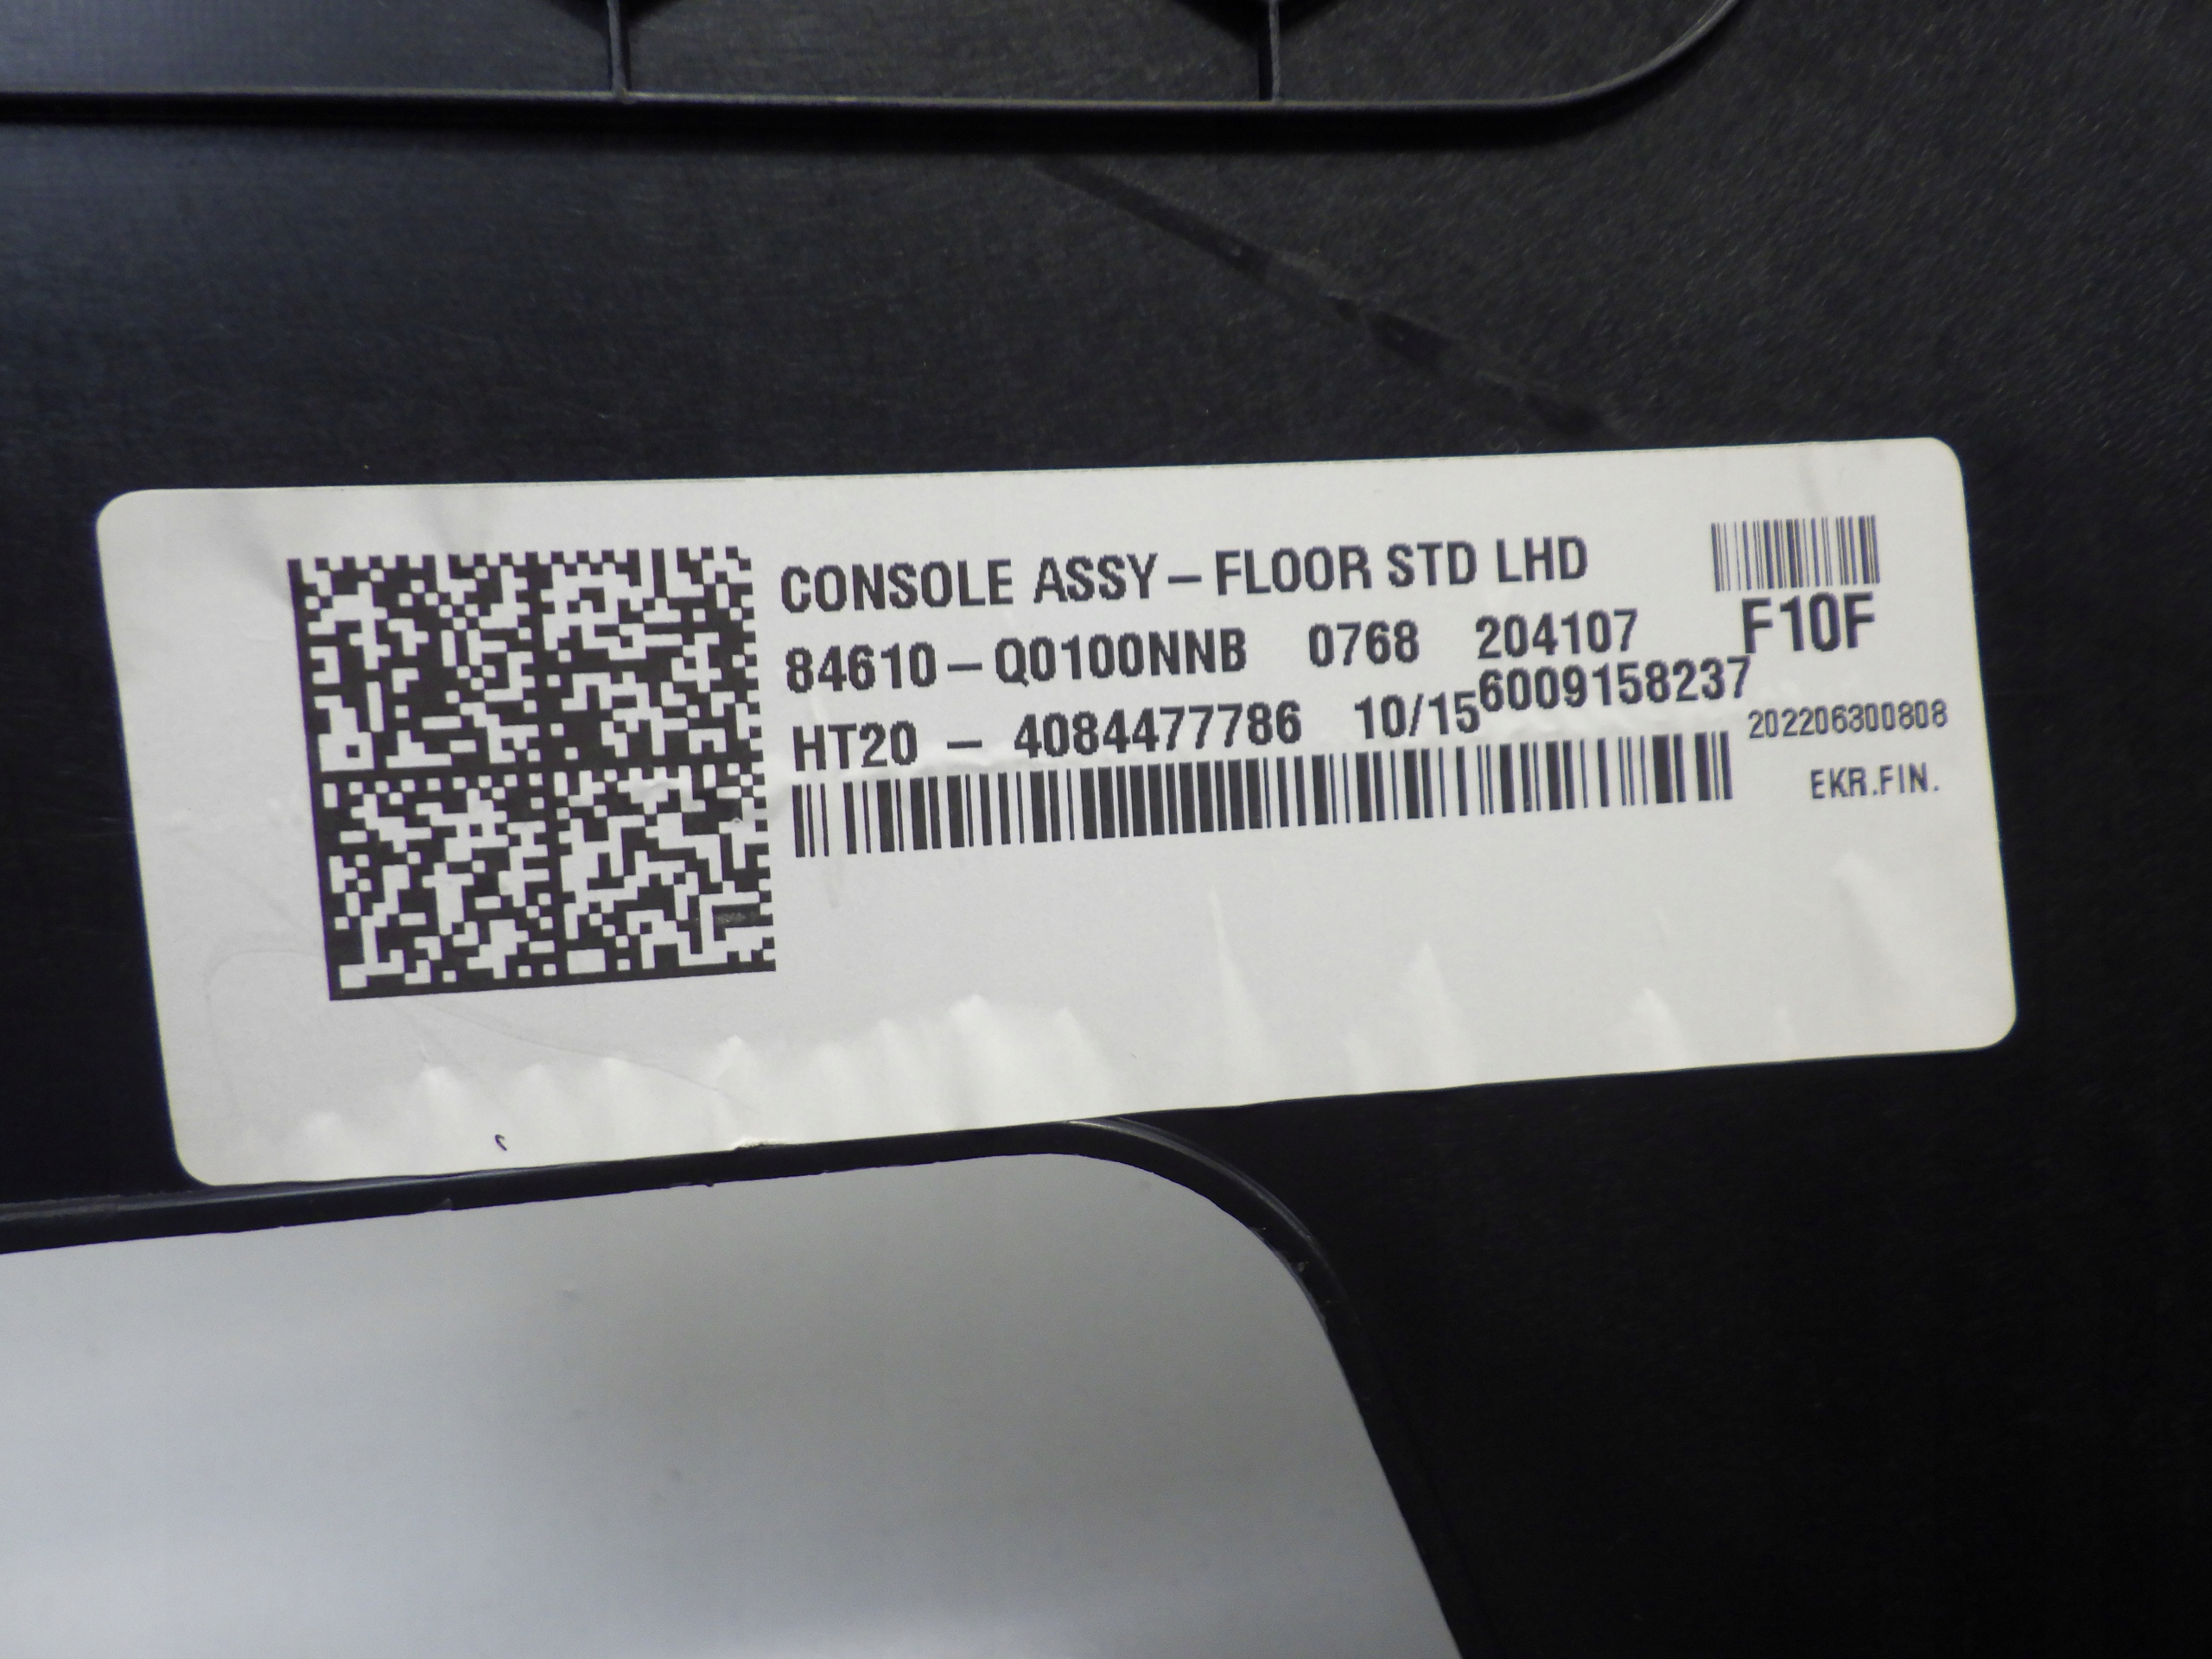 CONSOLE ASSY-FLOOR STD LHD
84610-Q0100NNB 0768 204107 F10F
HT20 - 4084477786 10/15 6009158237
202206300808
EKR.FIN.